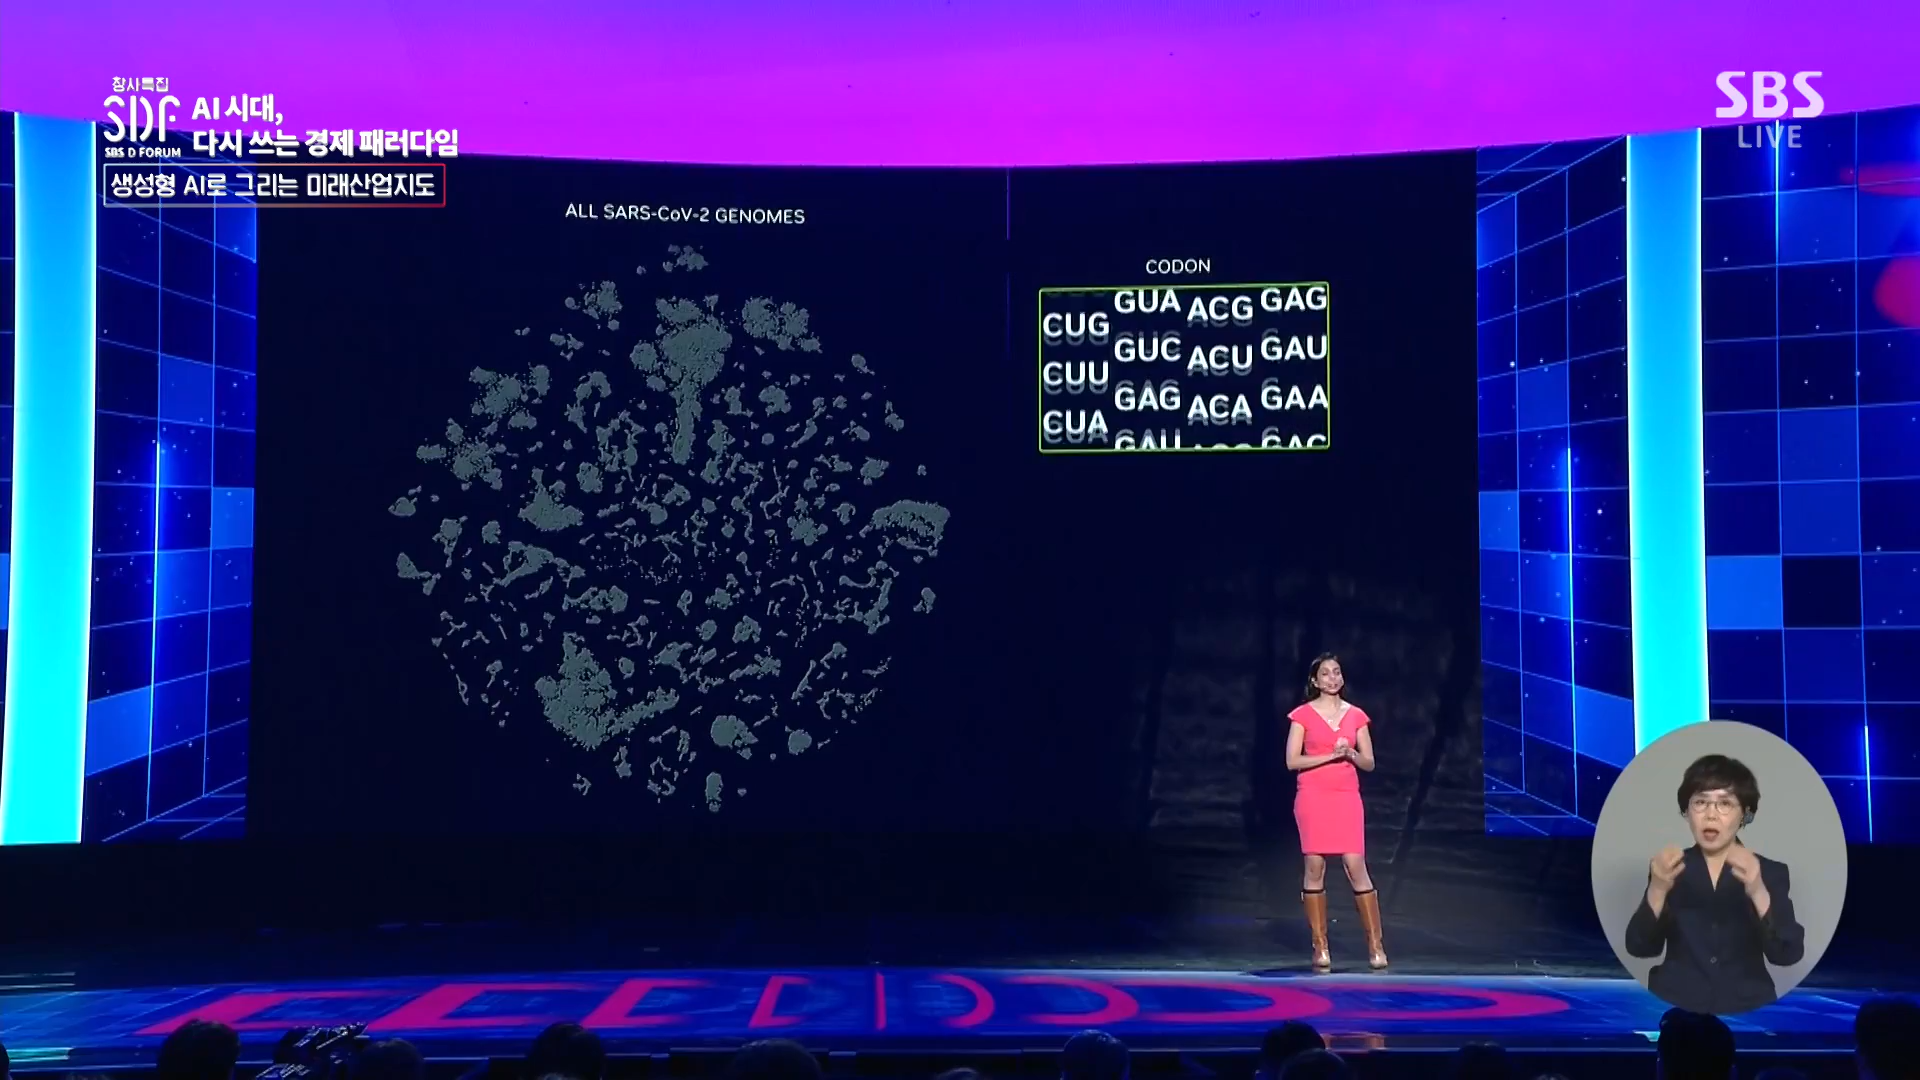 창사특집
SDF
SBS D FORUM
AI 시대,
다시 쓰는 경제 패러다임
생성형 AI로 그리는 미래산업지도
SBS
LIVE
ALL SARS-CoV-2 GENOMES
CODON
CUG GUA ACG GAG
CUU GUC ACU GAU
CUA GAG ACA GAA
GAU GAC